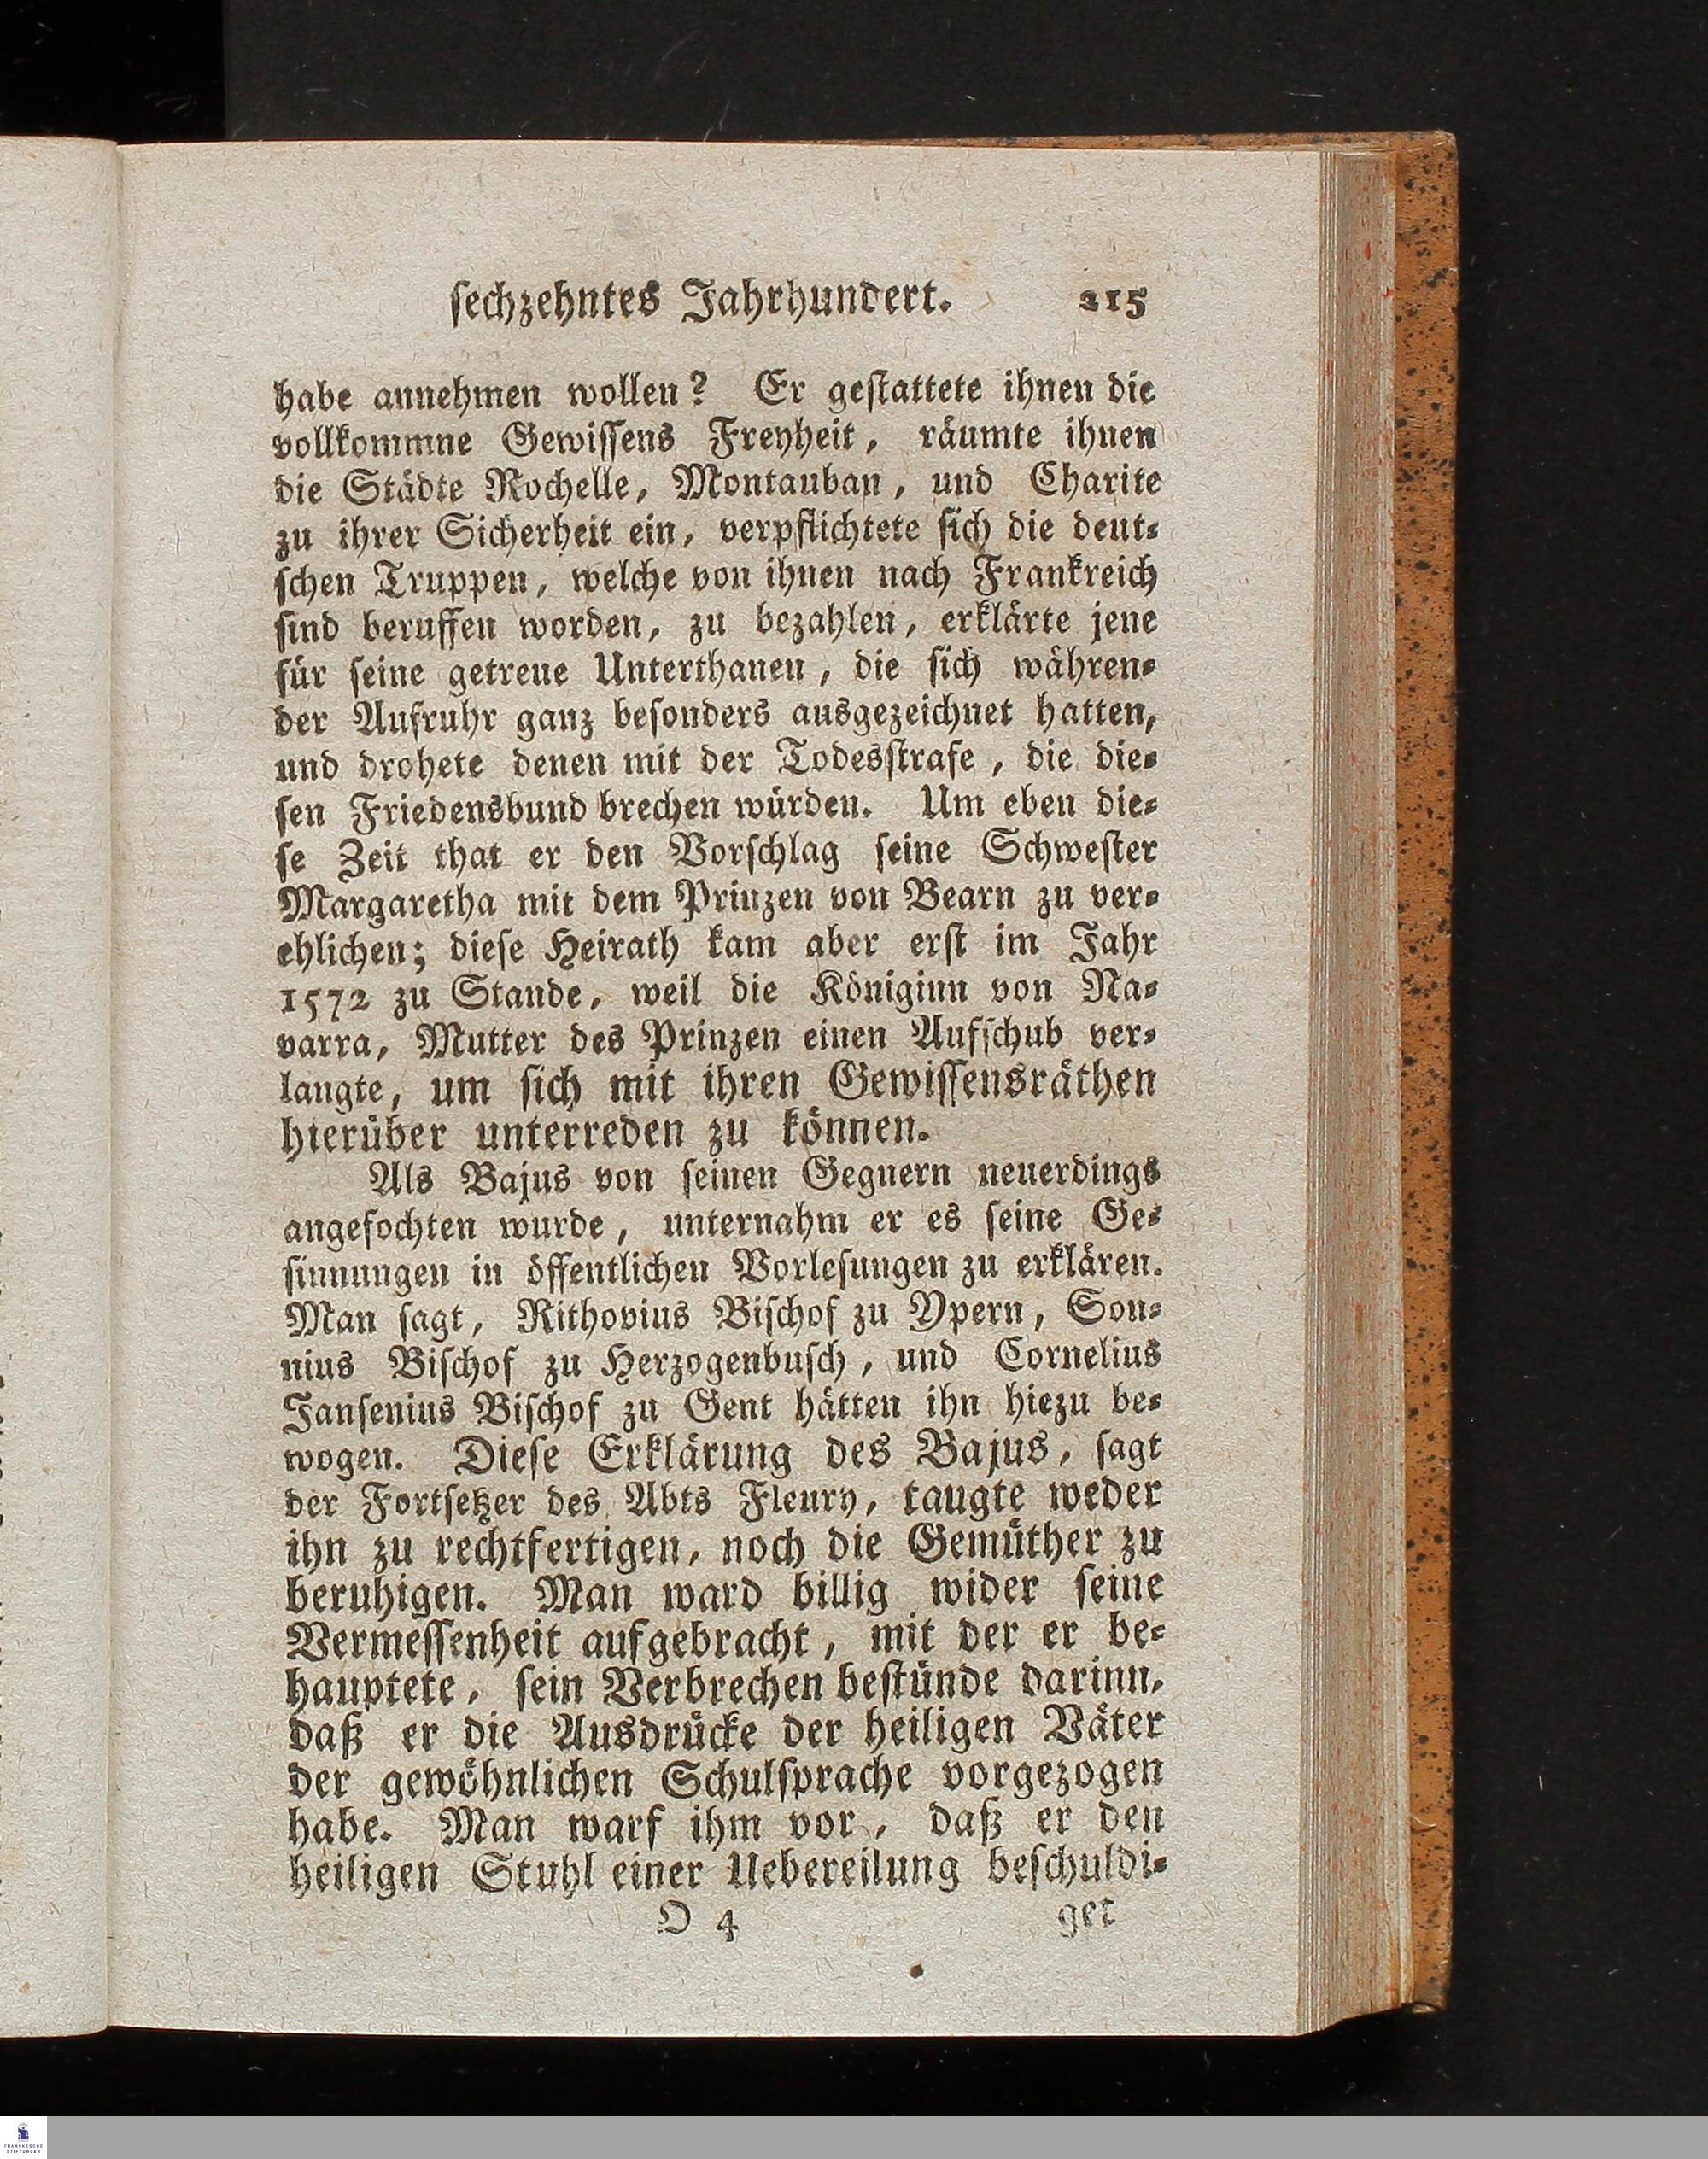 sechzehntes Jahrhundert. 215
habe annehmen wollen? Er gestattete ihnen die
vollkommne Gewissens Freyheit, räumte ihnen
die Städte Rochelle, Montauban, und Charite
zu ihrer Sicherheit ein, verpflichtete sich die deut-
schen Truppen, welche von ihnen nach Frankreich
sind beruffen worden, zu bezahlen, erklärte jene
für seine getreue Unterthanen, die sich währen-
der Aufruhr ganz besonders ausgezeichnet hatten,
und drohete denen mit der Todesstrafe, die die-
sen Friedensbund brechen würden. Um eben die-
se Zeit that er den Vorschlag seine Schwester
Margaretha mit dem Prinzen von Bearn zu ver-
ehlichen; diese Heirath kam aber erst im Jahr
1572 zu Stande, weil die Königinn von Na-
varra, Mutter des Prinzen einen Aufschub ver-
langte, um sich mit ihren Gewissensräthen
hierüber unterreden zu können.
Als Bajus von seinen Gegnern neuerdings
angefochten wurde, unternahm er es seine Ge-
sinnungen in öffentlichen Vorlesungen zu erklären.
Man sagt, Rithovius Bischof zu Ypern, Son-
nius Bischof zu Herzogenbusch, und Cornelius
Jansenius Bischof zu Gent hätten ihn hiezu be-
wogen. Diese Erklärung des Bajus, sagt
der Fortsetzer des Abts Fleury, taugte weder
ihn zu rechtfertigen, noch die Gemüther zu
beruhigen. Man ward billig wider seine
Vermessenheit aufgebracht, mit der er be-
hauptete, sein Verbrechen bestünde darinn,
daß er die Ausdrücke der heiligen Väter
der gewöhnlichen Schulsprache vorgezogen
habe. Man warf ihm vor, daß er den
heiligen Stuhl einer Uebereilung beschuldi-
O 4 get
FRANCKESCHE
STIFTUNGEN